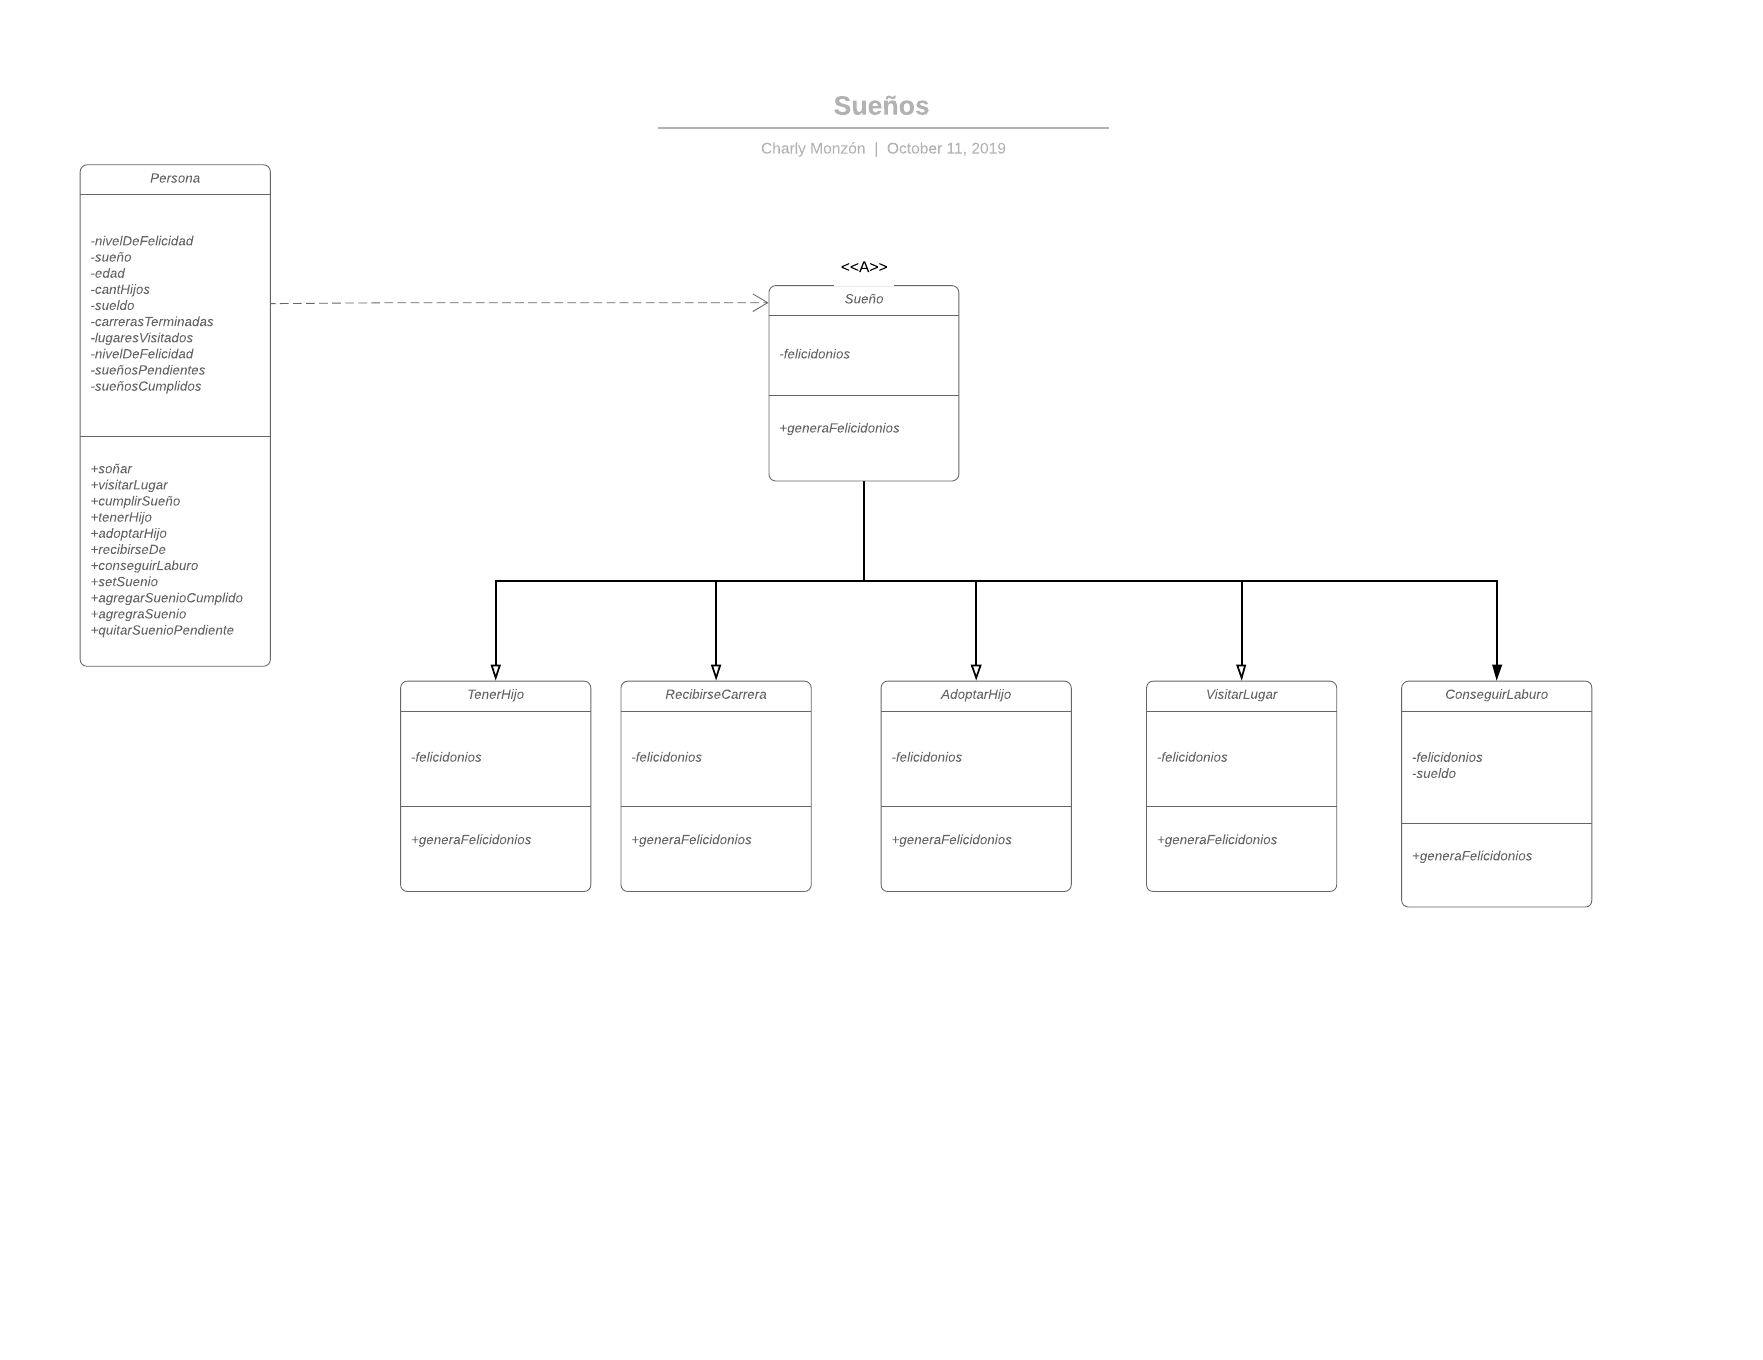 Sueños
Charly Monzón | October 11, 2019
Persona
-nivelDeFelicidad
-sueño
-edad
-cantHijos
-sueldo
-carrerasTerminadas
-lugaresVisitados
-nivelDeFelicidad
-sueñosPendientes
-sueñosCumplidos
+soñar
+visitarLugar
+cumplirSueño
+tenerHijo
+adoptarHijo
+recibirseDe
+conseguirLaburo
+setSuenio
+agregarSuenioCumplido
+agregraSuenio
+quitarSuenioPendiente
<<A>>
Sueño
-felicidonios
+generaFelicidonios
TenerHijo
-felicidonios
+generaFelicidonios
RecibirseCarrera
-felicidonios
+generaFelicidonios
AdoptarHijo
-felicidonios
+generaFelicidonios
VisitarLugar
-felicidonios
+generaFelicidonios
ConseguirLaburo
-felicidonios
-sueldo
+generaFelicidonios